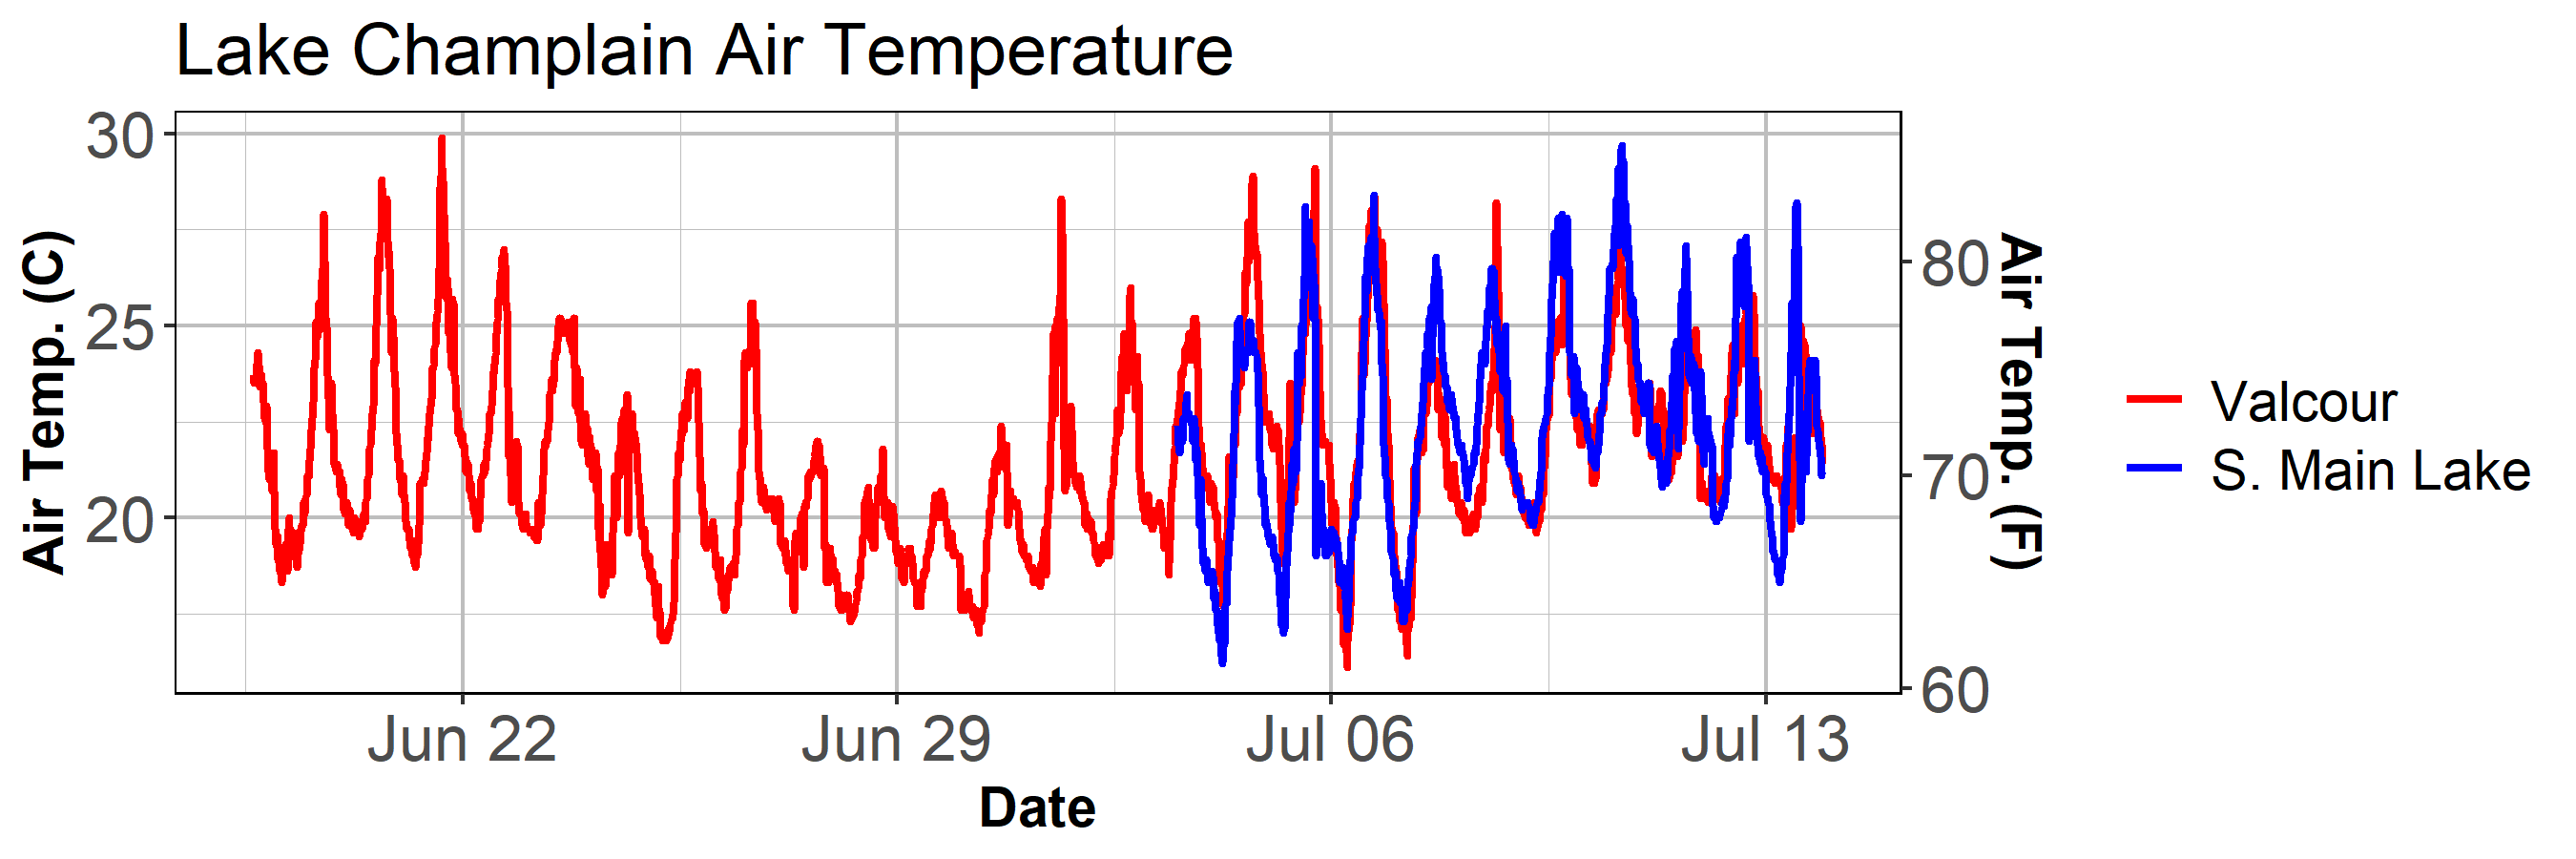 Lake Champlain Air Temperature
30
25
20
Air Temp. (C)
80
70
60
Air Temp. (F)
Jun 22
Jun 29
Jul 06
Jul 13
Date
Valcour
S. Main Lake